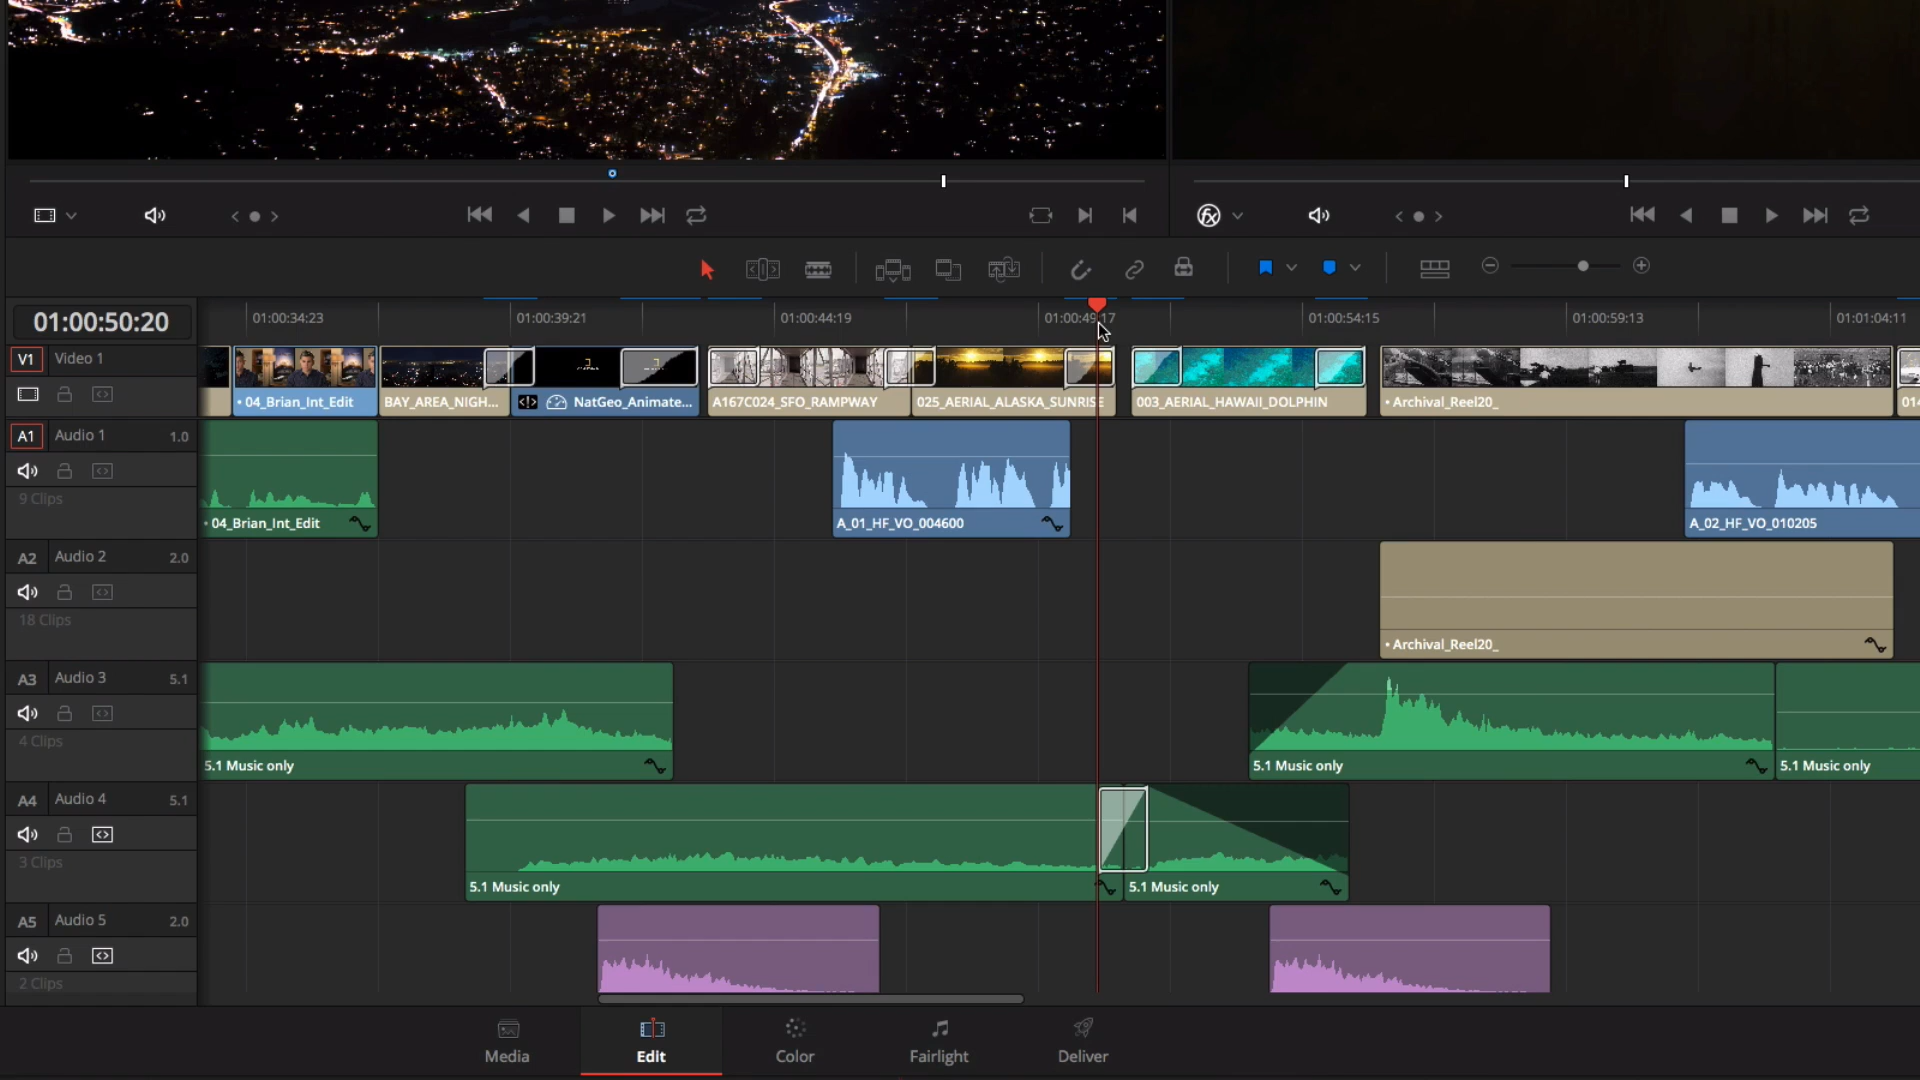 01:00:50:20
01:00:34:23
01:00:39:21
01:00:44:19
01:00:49:17
01:00:54:15
01:00:59:13
01:01:04:11
V1
Video 1
• 04_Brian_Int_Edit
BAY_AREA_NIGH...
NatGeo_Animate...
A167C024_SFO_RAMPWAY
025_AERIAL_ALASKA_SUNRISE
003_AERIAL_HAWAII_DOLPHIN
• Archival_Reel20_
014
A1
Audio 1
1.0
9 Clips
• 04_Brian_Int_Edit
A_01_HF_VO_004600
A_02_HF_VO_010205
A2
Audio 2
2.0
18 Clips
• Archival_Reel20_
A3
Audio 3
5.1
4 Clips
5.1 Music only
5.1 Music only
5.1 Music only
A4
Audio 4
5.1
3 Clips
5.1 Music only
5.1 Music only
A5
Audio 5
2.0
2 Clips
Media
Edit
Color
Fairlight
Deliver